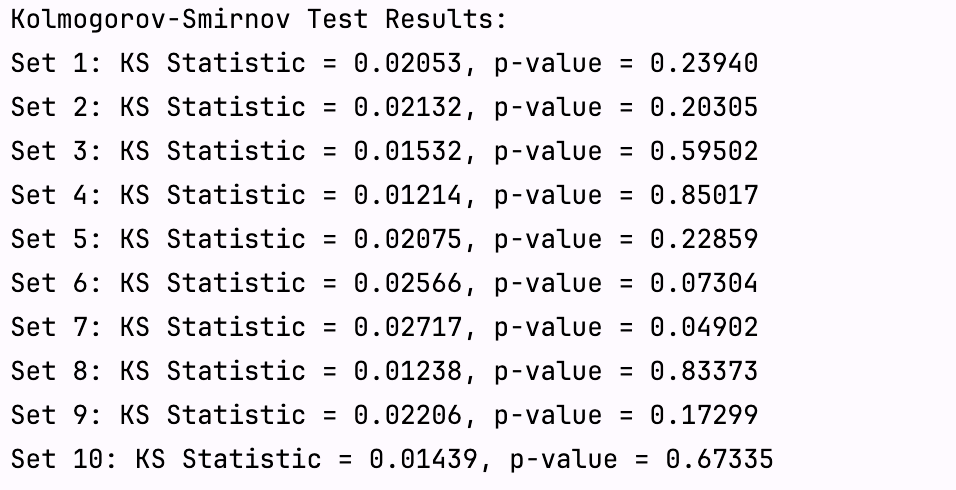 Kolmogorov-Smirnov Test Results:
Set 1: KS Statistic = 0.02053, p-value = 0.23940
Set 2: KS Statistic = 0.02132, p-value = 0.20305
Set 3: KS Statistic = 0.01532, p-value = 0.59502
Set 4: KS Statistic = 0.01214, p-value = 0.85017
Set 5: KS Statistic = 0.02075, p-value = 0.22859
Set 6: KS Statistic = 0.02566, p-value = 0.07304
Set 7: KS Statistic = 0.02717, p-value = 0.04902
Set 8: KS Statistic = 0.01238, p-value = 0.83373
Set 9: KS Statistic = 0.02206, p-value = 0.17299
Set 10: KS Statistic = 0.01439, p-value = 0.67335